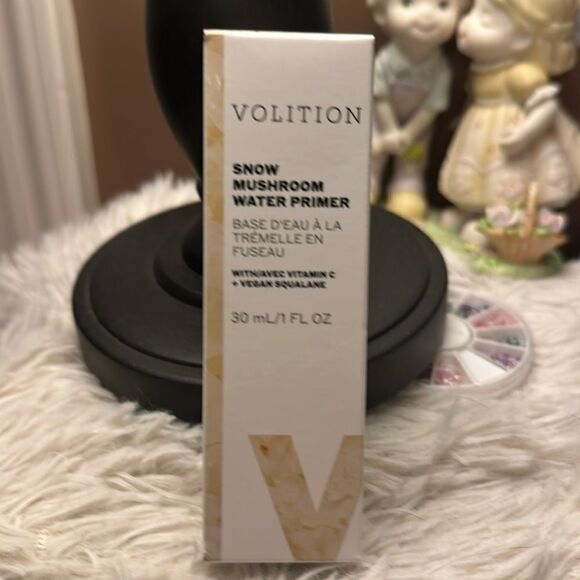 VOLITION
SNOW
MUSHROOM
WATER PRIMER
BASE D'EAU À LA
TRÉMELLE EN
FUSEAU
WITH/AVEC VITAMIN C
+ VEGAN SQUALANE
30 mL/1 FL OZ
V